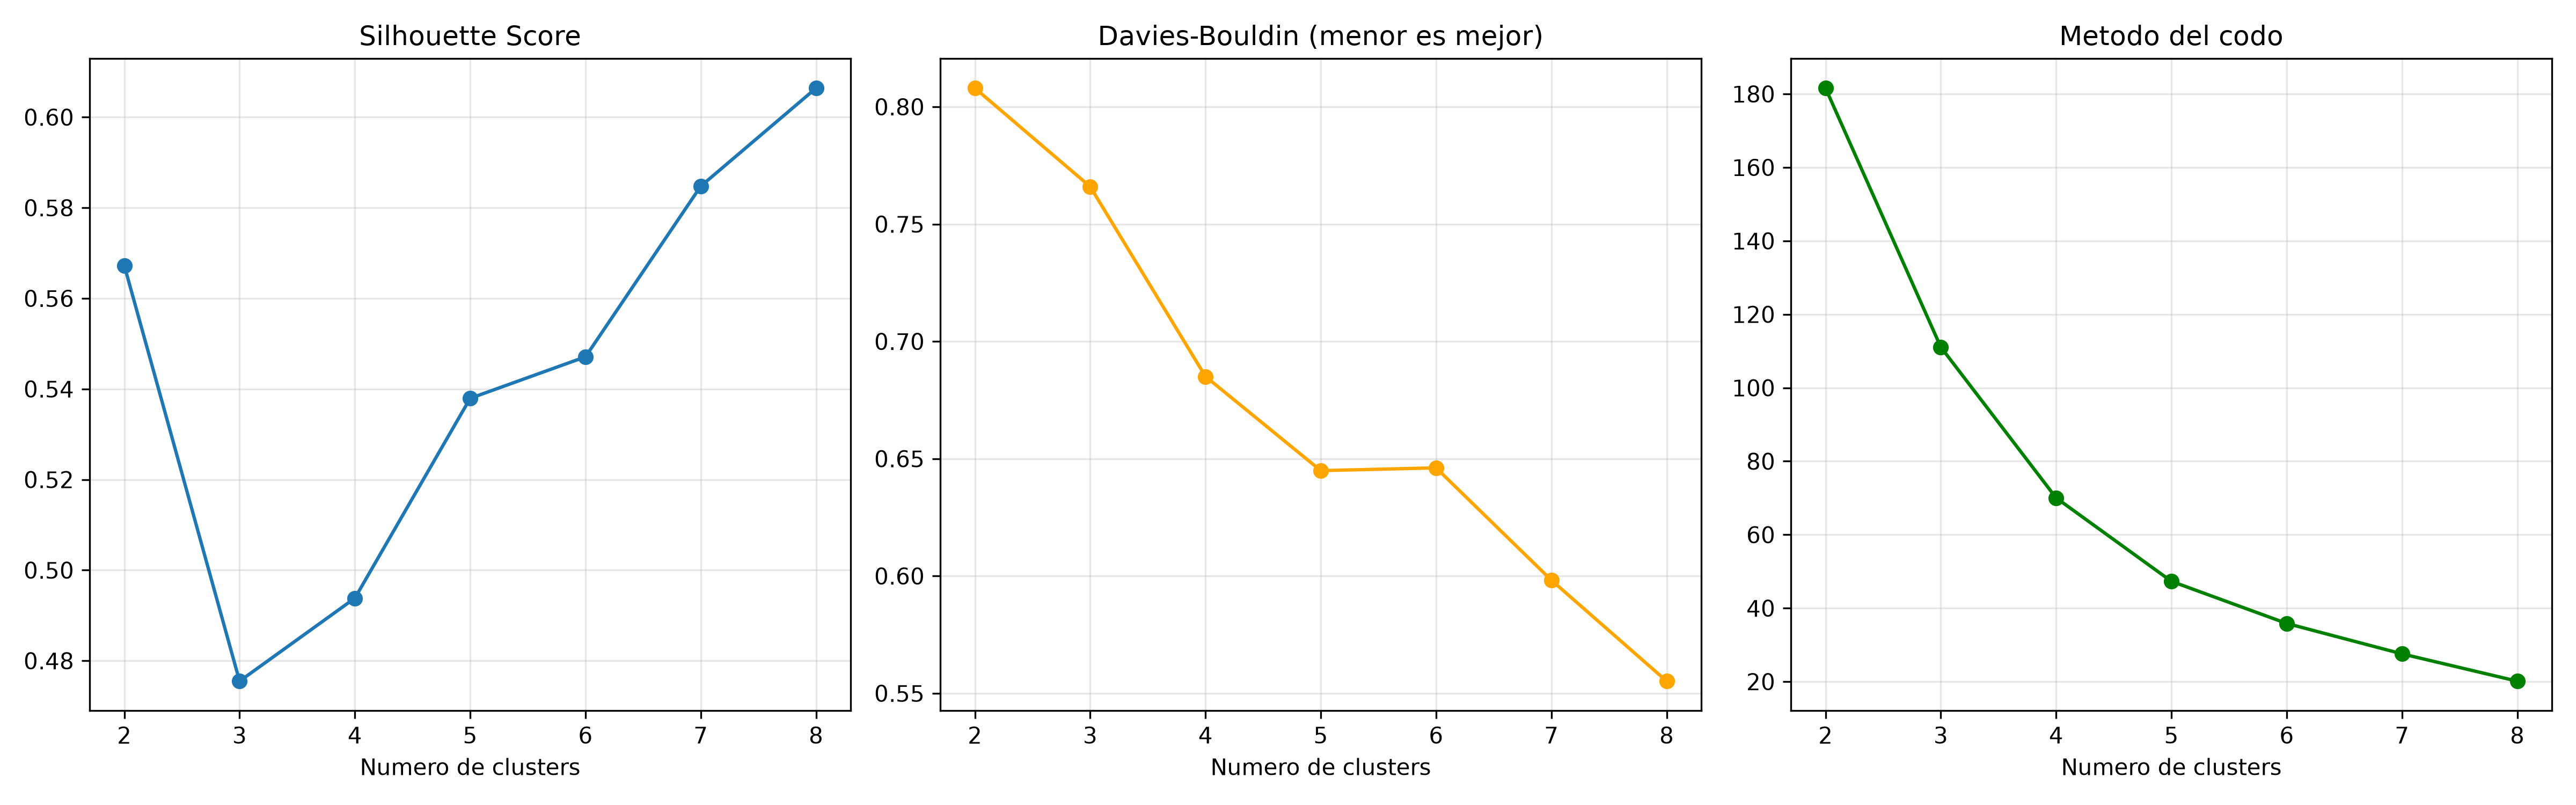 Silhouette Score
0.60
0.58
0.56
0.54
0.52
0.50
0.48
2 3 4 5 6 7 8
Numero de clusters
Davies-Bouldin (menor es mejor)
0.80
0.75
0.70
0.65
0.60
0.55
2 3 4 5 6 7 8
Numero de clusters
Metodo del codo
180
160
140
120
100
80
60
40
20
2 3 4 5 6 7 8
Numero de clusters